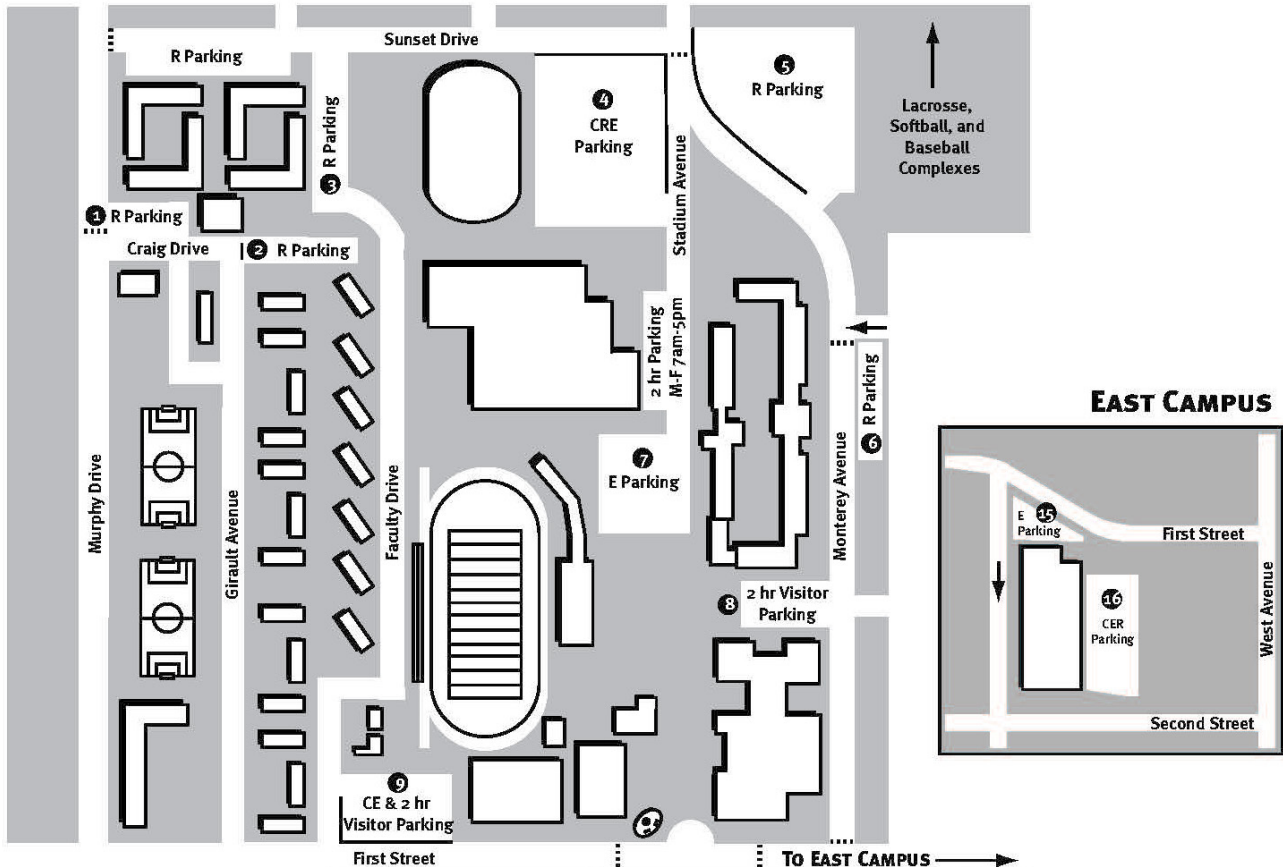 Sunset Drive
R Parking
3 R Parking
4
CRE
Parking
5
R Parking
Lacrosse,
Softball, and
Baseball
Complexes
1 R Parking
Craig Drive
2 R Parking
Stadium Avenue
2 hr Parking
M-F 7am-5pm
6 R Parking
7
E Parking
Murphy Drive
Girault Avenue
Faculty Drive
Monterey Avenue
8 2 hr Visitor
Parking
9
CE & 2 hr
Visitor Parking
First Street
TO EAST CAMPUS
EAST CAMPUS
E 15
Parking
First Street
16
CER
Parking
West Avenue
Second Street